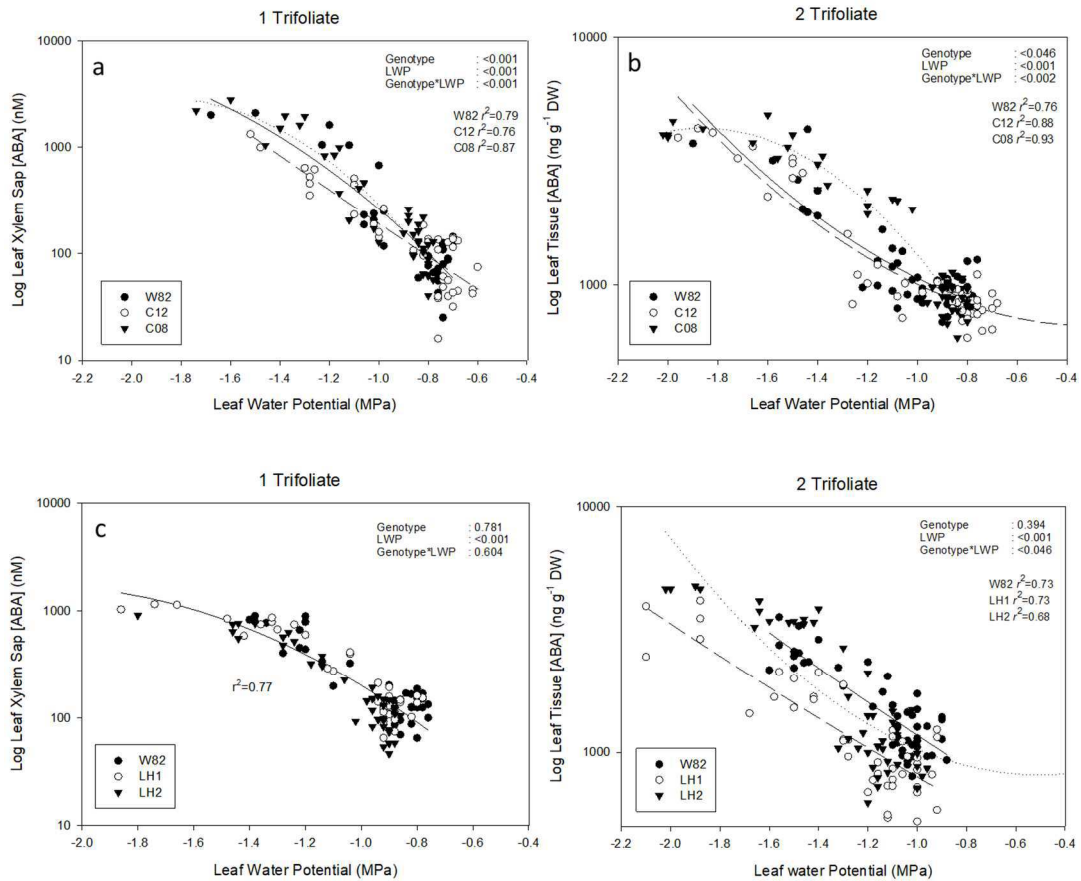 1 Trifoliate
a
Genotype : <0.001
LWP : <0.001
Genotype*LWP : <0.001
W82 r²=0.79
C12 r²=0.76
C08 r²=0.87
Log Leaf Xylem Sap [ABA] (nM)
10000
1000
100
10
W82
C12
C08
-2.2 -2.0 -1.8 -1.6 -1.4 -1.2 -1.0 -0.8 -0.6 -0.4
Leaf Water Potential (MPa)
2 Trifoliate
b
Genotype : <0.046
LWP : <0.001
Genotype*LWP : <0.002
W82 r²=0.76
C12 r²=0.88
C08 r²=0.93
Log Leaf Tissue [ABA] (ng g⁻¹ DW)
10000
1000
W82
C12
C08
-2.2 -2.0 -1.8 -1.6 -1.4 -1.2 -1.0 -0.8 -0.6 -0.4
Leaf Water Potential (MPa)
1 Trifoliate
c
Genotype : 0.781
LWP : <0.001
Genotype*LWP : 0.604
r²=0.77
Log Leaf Xylem Sap [ABA] (nM)
10000
1000
100
10
W82
LH1
LH2
-2.2 -2.0 -1.8 -1.6 -1.4 -1.2 -1.0 -0.8 -0.6 -0.4
Leaf Water Potential (MPa)
2 Trifoliate
Genotype : 0.394
LWP : <0.001
Genotype*LWP : <0.046
W82 r²=0.73
LH1 r²=0.73
LH2 r²=0.68
Log Leaf Tissue [ABA] (ng g⁻¹ DW)
10000
1000
W82
LH1
LH2
-2.2 -2.0 -1.8 -1.6 -1.4 -1.2 -1.0 -0.8 -0.6 -0.4
Leaf water Potential (MPa)